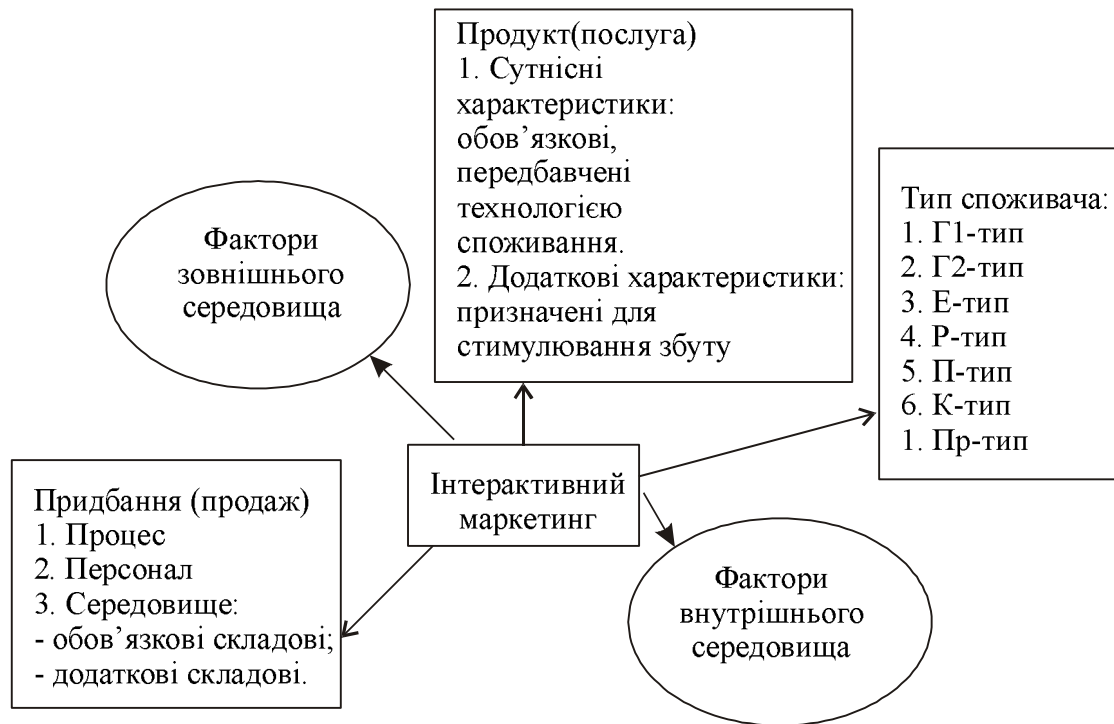 Продукт(послуга)
1. Сутнісні
характеристики:
обов’язкові,
передбавчені
технологією
споживання.
2. Додаткові характеристики:
призначені для
стимулювання збуту
Фактори
зовнішнього
середовища
Тип споживача:
1. Г1-тип
2. Г2-тип
3. Е-тип
4. Р-тип
5. П-тип
6. К-тип
1. Пр-тип
Інтерактивний
маркетинг
Придбання (продаж)
1. Процес
2. Персонал
3. Середовище:
- обов’язкові складові;
- додаткові складові.
Фактори
внутрішнього
середовища